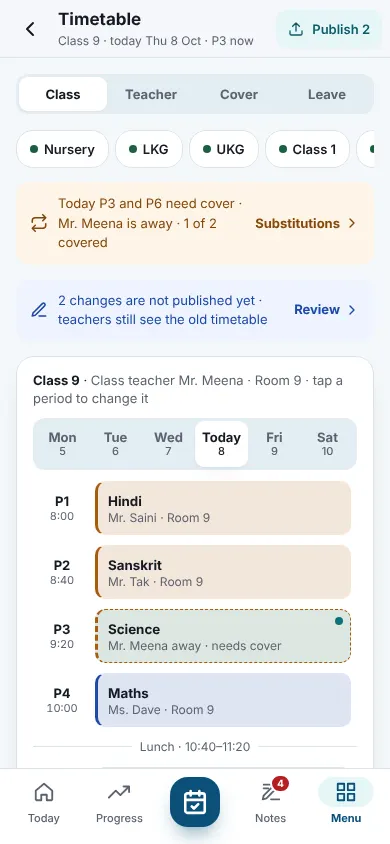 Timetable
Class 9 · today Thu 8 Oct · P3 now
Publish 2
Class
Teacher
Cover
Leave
Nursery
LKG
UKG
Class 1
Today P3 and P6 need cover ·
Mr. Meena is away · 1 of 2
covered
Substitutions
2 changes are not published yet ·
teachers still see the old timetable
Review
Class 9 · Class teacher Mr. Meena · Room 9 · tap a
period to change it
Mon
5
Tue
6
Wed
7
Today
8
Fri
9
Sat
10
P1
8:00
Hindi
Mr. Saini · Room 9
P2
8:40
Sanskrit
Mr. Tak · Room 9
P3
9:20
Science
Mr. Meena away · needs cover
P4
10:00
Maths
Ms. Dave · Room 9
Lunch · 10:40–11:20
Today
Progress
4
Notes
Menu